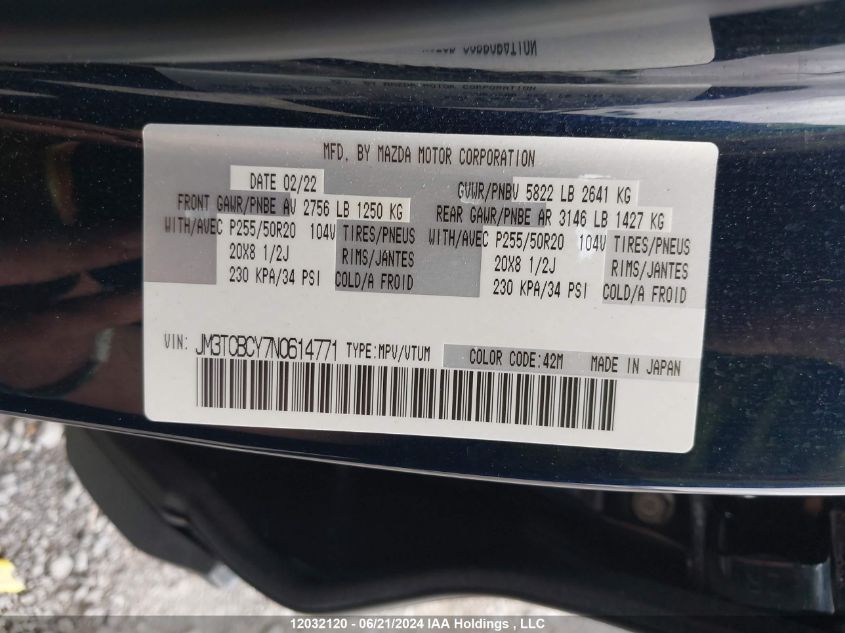 MFD. BY MAZDA MOTOR CORPORATION
DATE 02/22
GVWR/PNBV 5822 LB 2641 KG
FRONT GAWR/PNBE AV 2756 LB 1250 KG
REAR GAWR/PNBE AR 3146 LB 1427 KG
WITH/AVEC P255/50R20 104V TIRES/PNEUS
WITH/AVEC P255/50R20 104V TIRES/PNEUS
20X8 1/2J RIMS/JANTES
20X8 1/2J RIMS/JANTES
230 KPA/34 PSI COLD/A FROID
230 KPA/34 PSI COLD/A FROID
VIN: JM3TCBCY7N0614771 TYPE:MPV/VTUM COLOR CODE:42M MADE IN JAPAN
12032120 - 06/21/2024 IAA Holdings , LLC